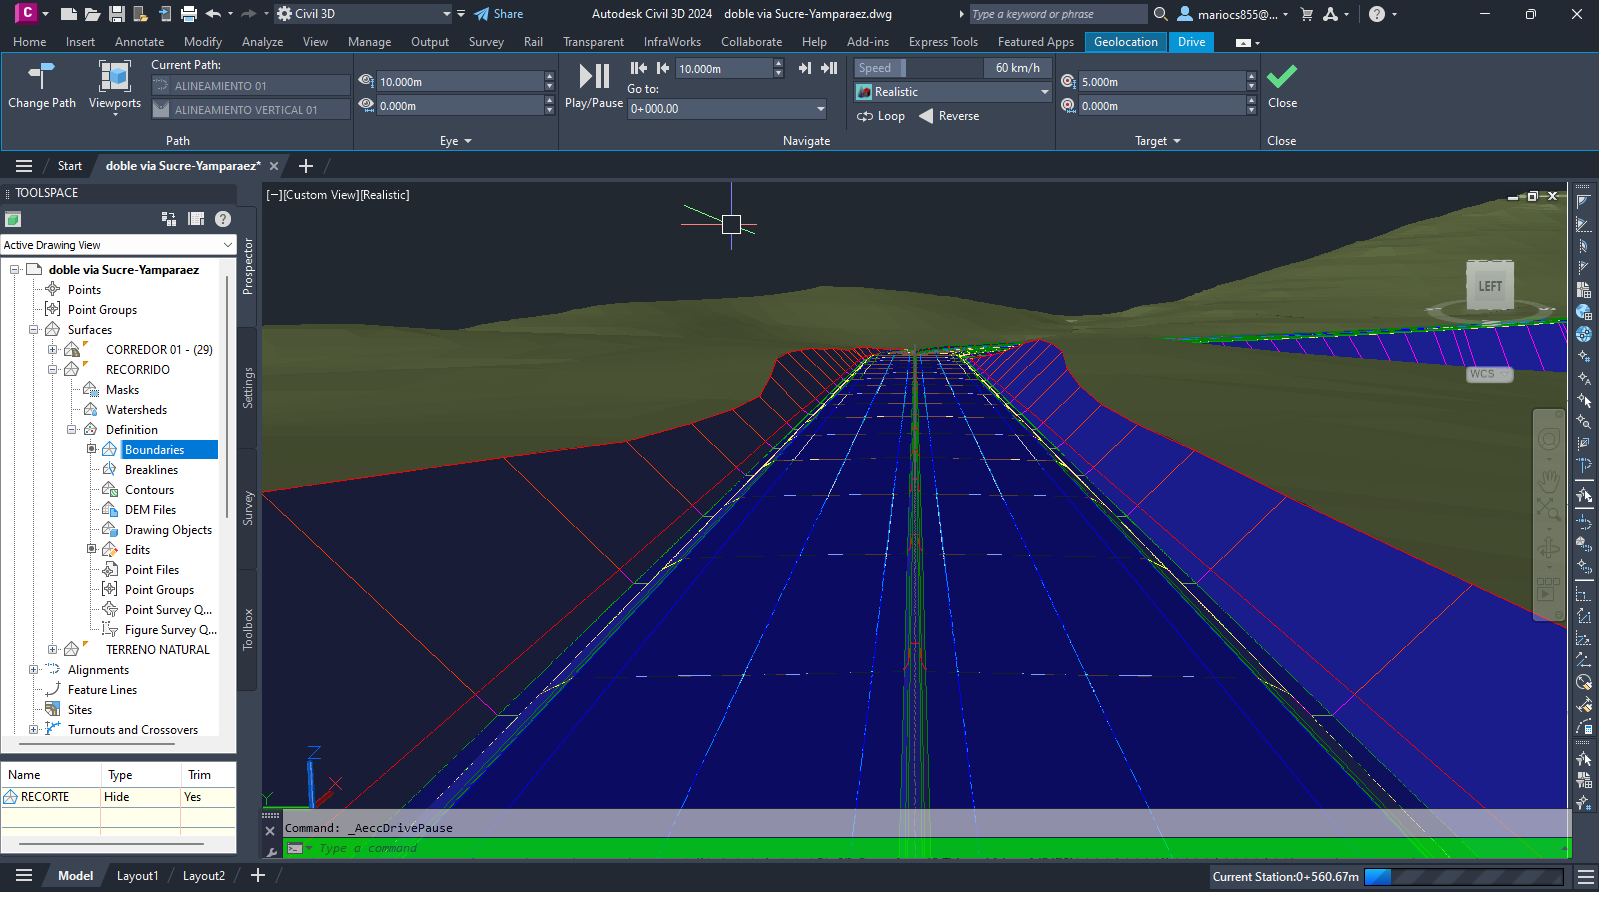 C
Civil 3D
Share
Autodesk Civil 3D 2024 doble via Sucre-Yamparaez.dwg
Type a keyword or phrase
mariocs855@...
Home Insert Annotate Modify Analyze View Manage Output Survey Rail Transparent InfraWorks Collaborate Help Add-ins Express Tools Featured Apps Geolocation Drive
Change Path
Viewports
Current Path:
ALINEAMIENTO 01
ALINEAMIENTO VERTICAL 01
Path
10.000m
0.000m
Eye
Play/Pause
10.000m
Go to:
0+000.00
Speed 60 km/h
Realistic
Loop Reverse
Navigate
5.000m
0.000m
Target
Close
Close
Start doble via Sucre-Yamparaez*
TOOLSPACE
Active Drawing View
doble via Sucre-Yamparaez
Points
Point Groups
Surfaces
CORREDOR 01 - (29)
RECORRIDO
Masks
Watersheds
Definition
Boundaries
Breaklines
Contours
DEM Files
Drawing Objects
Edits
Point Files
Point Groups
Point Survey Q...
Figure Survey Q...
TERRENO NATURAL
Alignments
Feature Lines
Sites
Turnouts and Crossovers
Prospector
Settings
Survey
Toolbox
Name Type Trim
RECORTE Hide Yes
[−][Custom View][Realistic]
LEFT
WCS
Z
X
Y
Command: _AeccDrivePause
Type a command
Model Layout1 Layout2
Current Station:0+560.67m